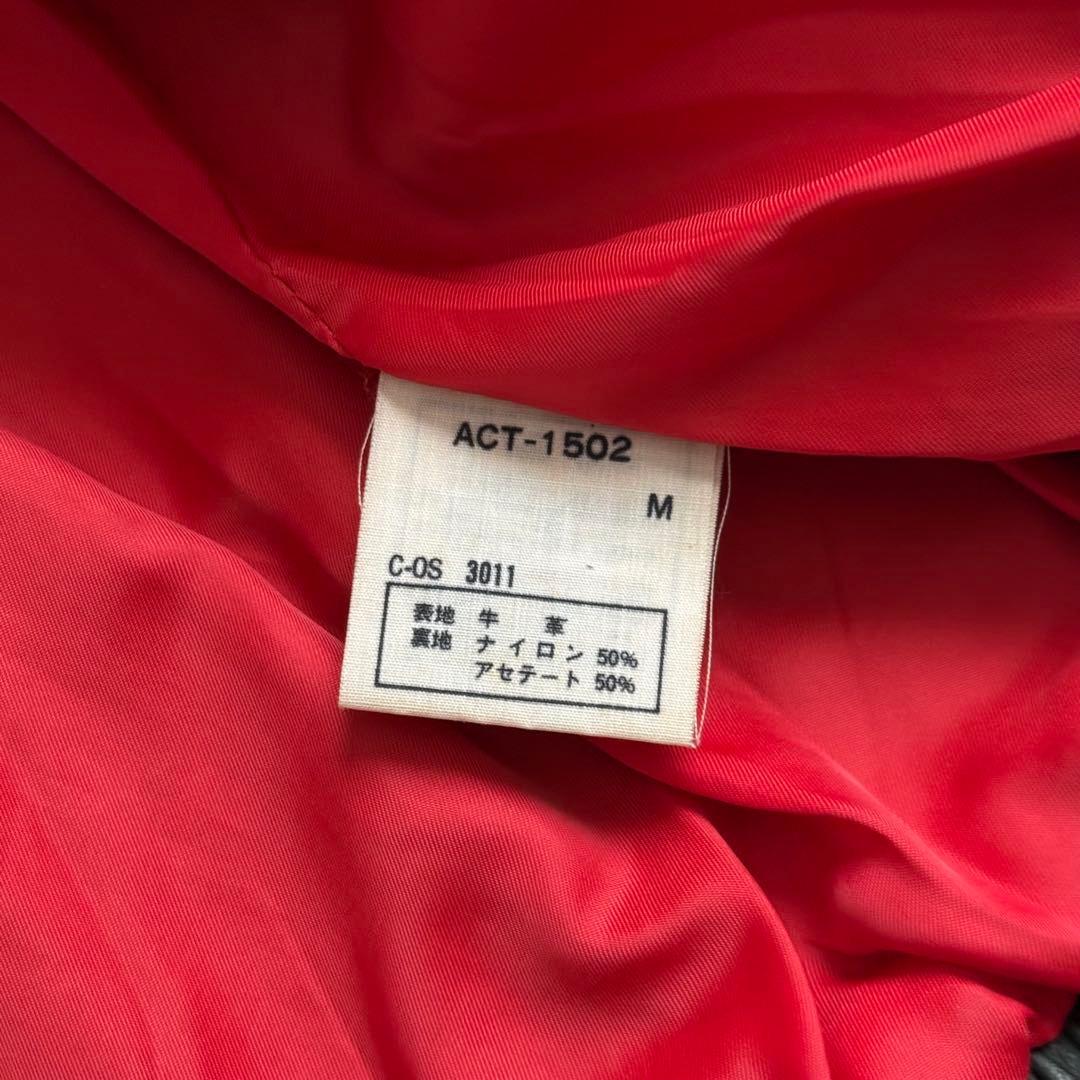 ACT-1502
M
C-OS 3011
表地 牛 革
裏地 ナイロン 50%
アセテート 50%